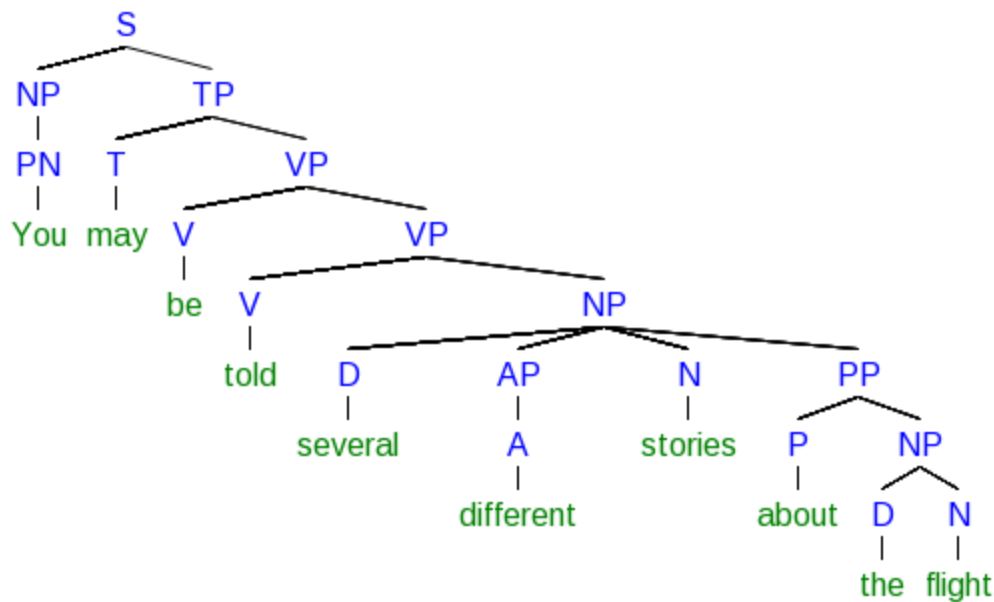 S
NP TP
PN T VP
You may V VP
be V NP
told D AP N PP
several A stories P NP
different about D N
the flight